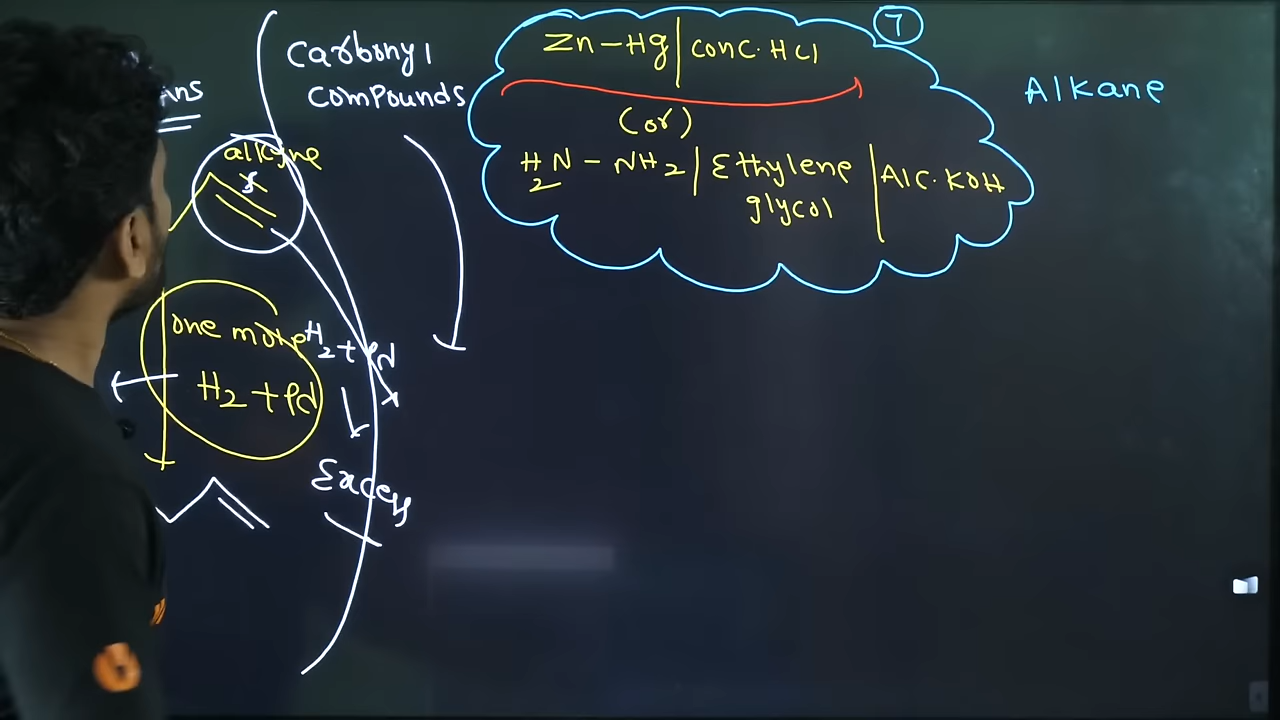 Carbonyl
compounds
7
Zn-Hg | conc. HCl
(or)
H2N - NH2 | Ethylene glycol | Alc. KOH
Alkane
ans
alkyne
one more
H2 + Pd
H2 + Pd
Excess